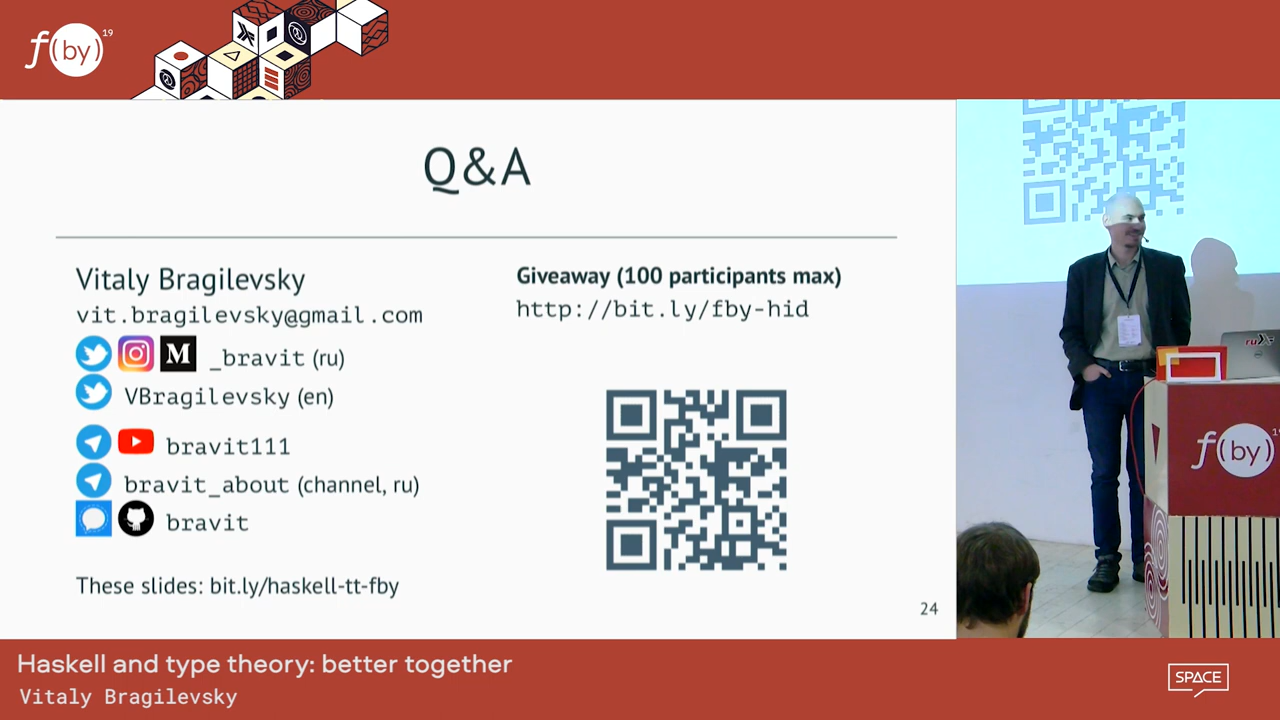 f(by) 19
Q&A
Vitaly Bragilevsky
vit.bragilevsky@gmail.com
_bravit (ru)
VBragilevsky (en)
bravit111
bravit_about (channel, ru)
bravit
These slides: bit.ly/haskell-tt-fby
Giveaway (100 participants max)
http://bit.ly/fby-hid
24
f(by) 19
Haskell and type theory: better together
Vitaly Bragilevsky
SPACE